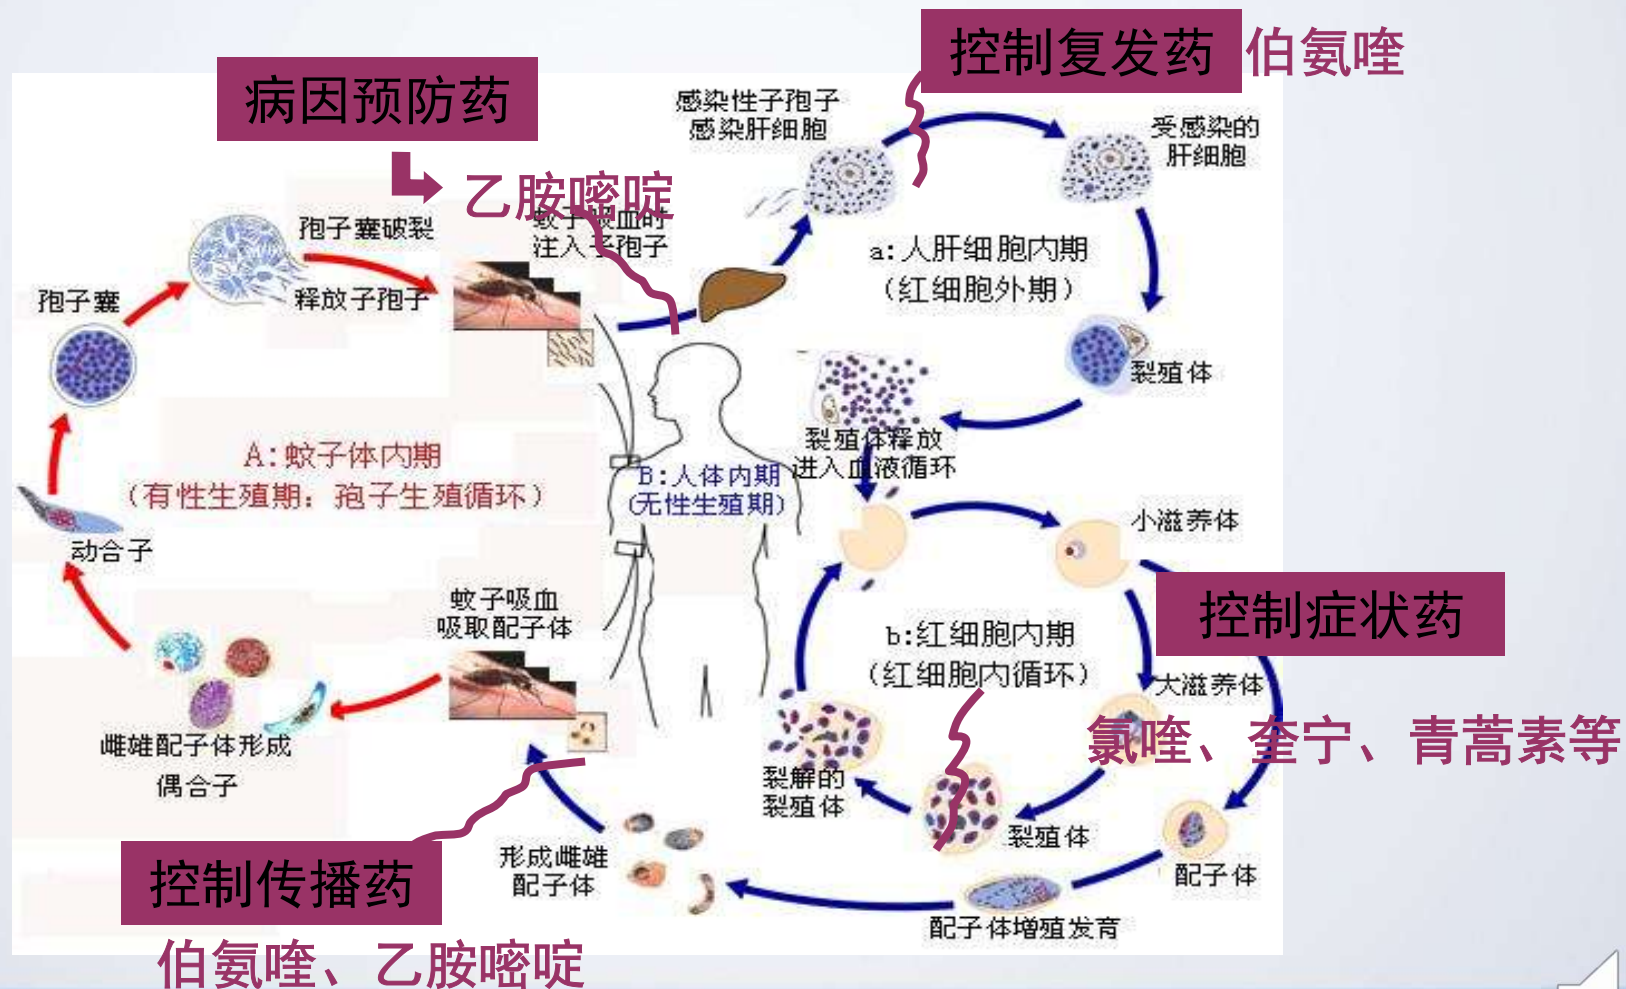 控制复发药 伯氨喹
病因预防药
乙胺嘧啶
感染性子孢子
感染肝细胞
受感染的
肝细胞
孢子囊破裂
释放子孢子
蚊子吸血时
注入子孢子
a:人肝细胞内期
(红细胞外期)
孢子囊
裂殖体
裂殖体释放
进入血液循环
A:蚊子体内期
(有性生殖期: 孢子生殖循环)
B:人体内期
(无性生殖期)
动合子
小滋养体
控制症状药
蚊子吸血
吸取配子体
b:红细胞内期
(红细胞内循环)
大滋养体
氯喹、奎宁、青蒿素等
雌雄配子体形成
偶合子
裂解的
裂殖体
裂殖体
形成雌雄
配子体
配子体
控制传播药
配子体增殖发育
伯氨喹、乙胺嘧啶